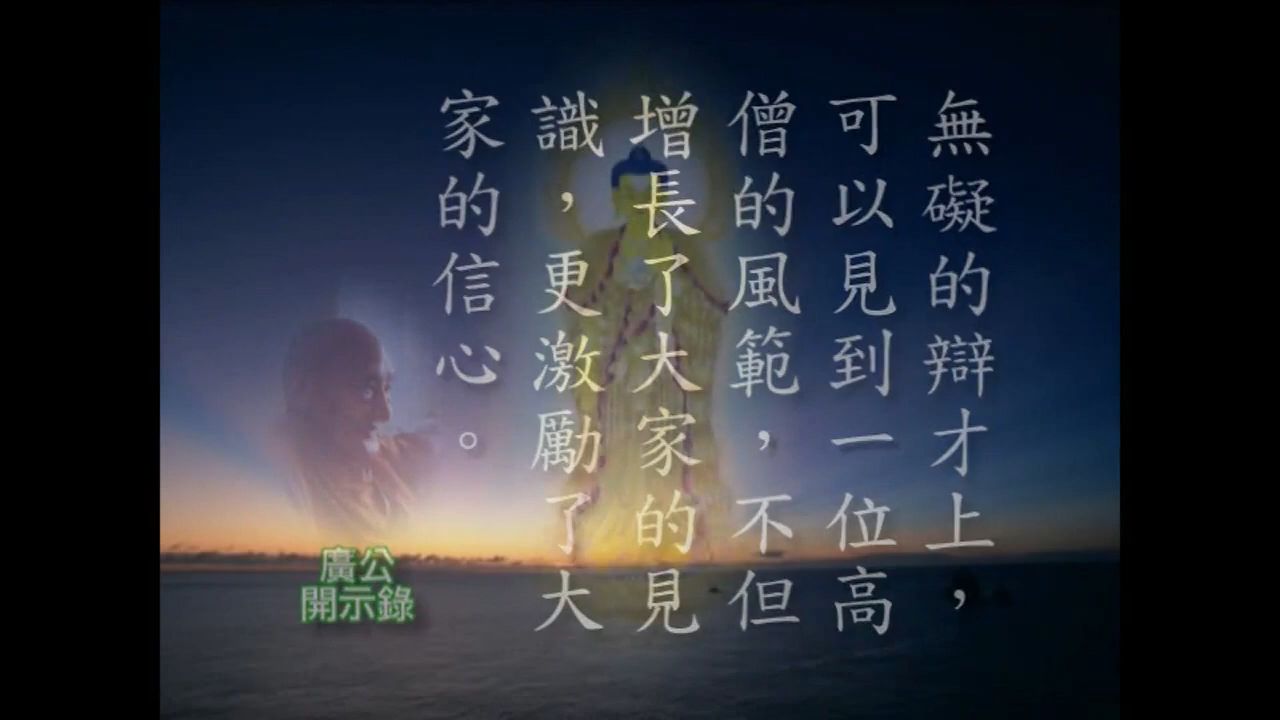 無礙的辯才上，
可以見到一位高
僧的風範，不但
增長了大家的見
識，更激勵了大
家的信心。
廣公
開示錄